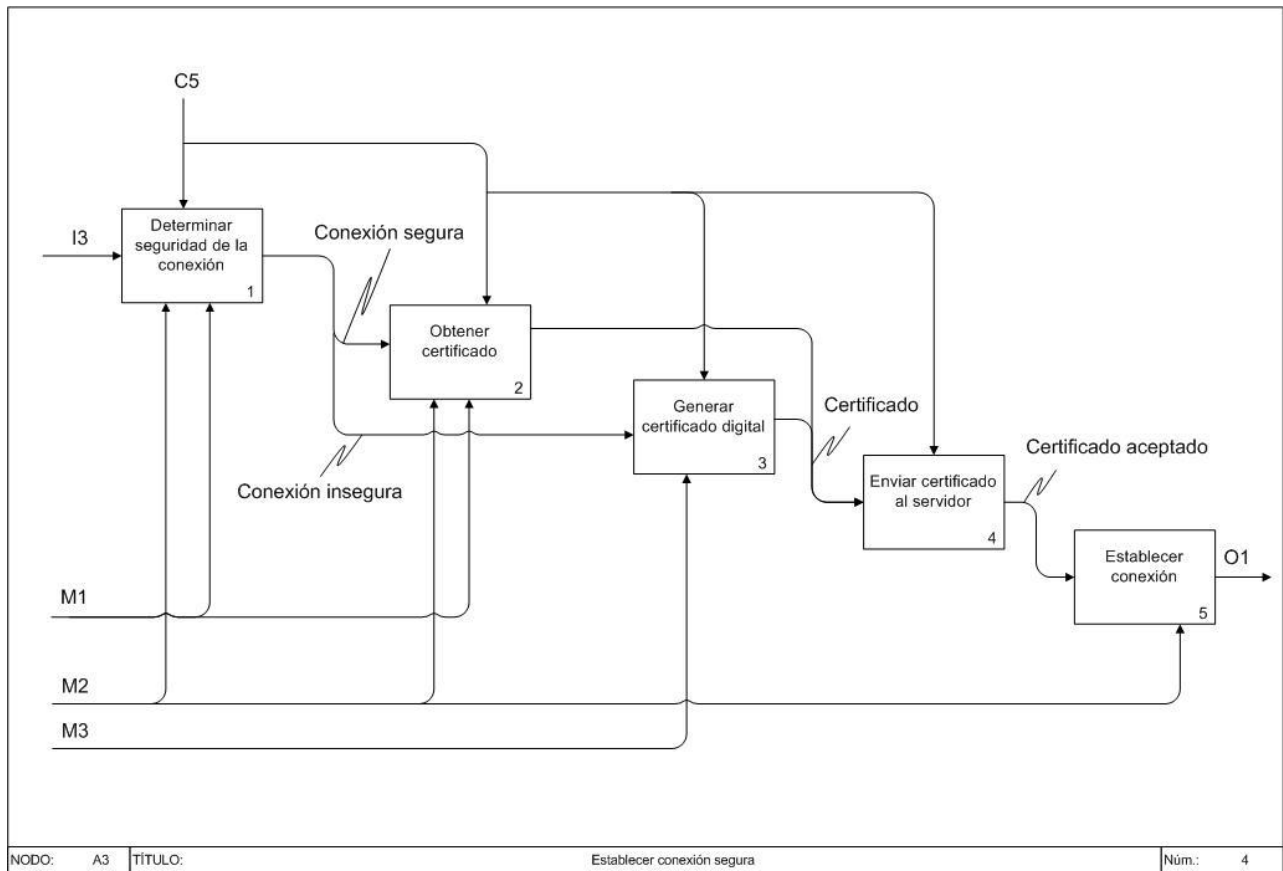 C5
Determinar
seguridad de la
conexión
1
I3
Conexión segura
Obtener
certificado
2
Conexión insegura
Generar
certificado digital
3
Certificado
Enviar certificado
al servidor
4
Certificado aceptado
Establecer
conexión
5
O1
M1
M2
M3
NODO: A3 TÍTULO: Establecer conexión segura Núm.: 4